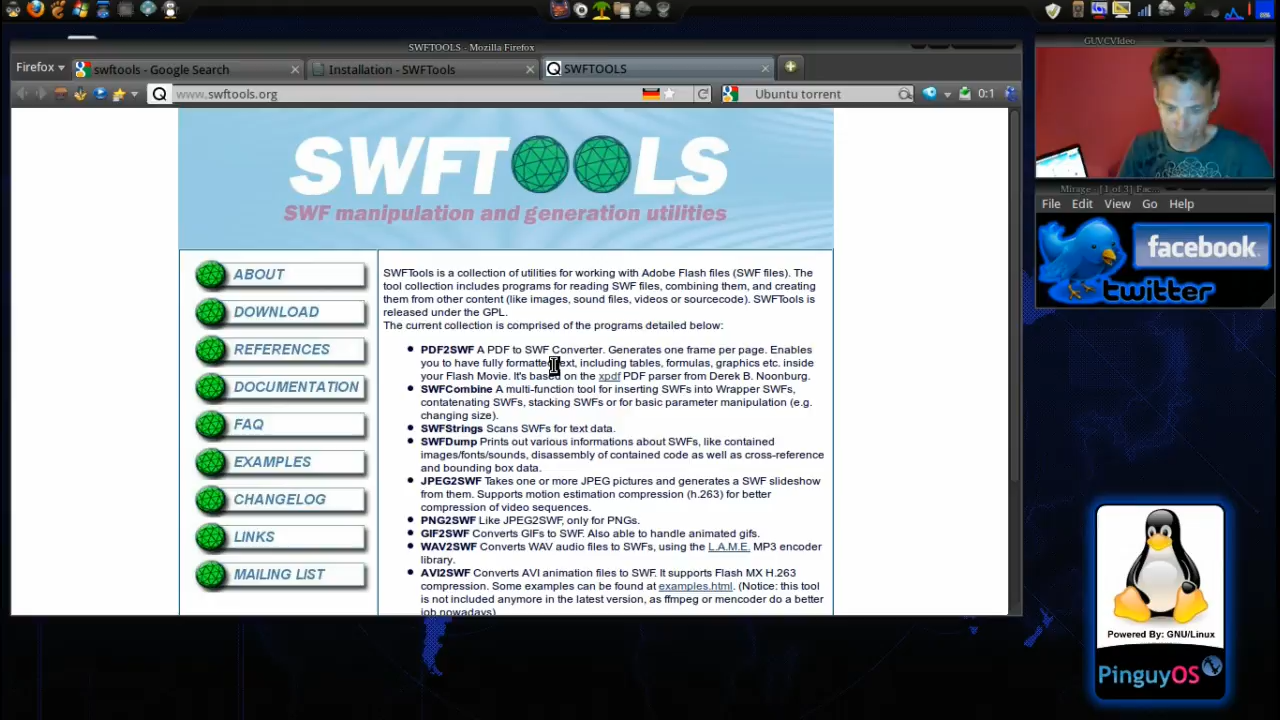 SWFTOOLS - Mozilla Firefox
GUVCVideo
Firefox
swftools - Google Search
Installation - SWFTools
SWFTOOLS
www.swftools.org
Ubuntu torrent
0:1
Mirage - [1 of 3] Fac...
File Edit View Go Help
facebook
twitter
SWFTOOLS
SWF manipulation and generation utilities
ABOUT
DOWNLOAD
REFERENCES
DOCUMENTATION
FAQ
EXAMPLES
CHANGELOG
LINKS
MAILING LIST
SWFTools is a collection of utilities for working with Adobe Flash files (SWF files). The
tool collection includes programs for reading SWF files, combining them, and creating
them from other content (like images, sound files, videos or sourcecode). SWFTools is
released under the GPL.
The current collection is comprised of the programs detailed below:
PDF2SWF A PDF to SWF Converter. Generates one frame per page. Enables
you to have fully formatted text, including tables, formulas, graphics etc. inside
your Flash Movie. It's based on the xpdf PDF parser from Derek B. Noonburg.
SWFCombine A multi-function tool for inserting SWFs into Wrapper SWFs,
contatenating SWFs, stacking SWFs or for basic parameter manipulation (e.g.
changing size).
SWFStrings Scans SWFs for text data.
SWFDump Prints out various informations about SWFs, like contained
images/fonts/sounds, disassembly of contained code as well as cross-reference
and bounding box data.
JPEG2SWF Takes one or more JPEG pictures and generates a SWF slideshow
from them. Supports motion estimation compression (h.263) for better
compression of video sequences.
PNG2SWF Like JPEG2SWF, only for PNGs.
GIF2SWF Converts GIFs to SWF. Also able to handle animated gifs.
WAV2SWF Converts WAV audio files to SWFs, using the L.A.M.E. MP3 encoder
library.
AVI2SWF Converts AVI animation files to SWF. It supports Flash MX H.263
compression. Some examples can be found at examples.html. (Notice: this tool
is not included anymore in the latest version, as ffmpeg or mencoder do a better
job nowadays)
Powered By: GNU/Linux
PinguyOS